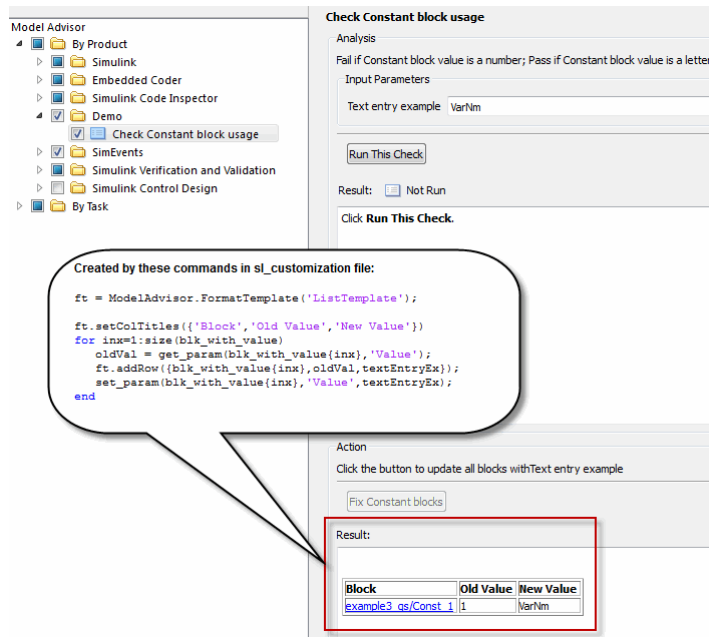 Model Advisor
By Product
Simulink
Embedded Coder
Simulink Code Inspector
Demo
Check Constant block usage
SimEvents
Simulink Verification and Validation
Simulink Control Design
By Task
Check Constant block usage
Analysis
Fail if Constant block value is a number; Pass if Constant block value is a letter
Input Parameters
Text entry example VarNm
Run This Check
Result: Not Run
Click Run This Check.
Created by these commands in sl_customization file:
ft = ModelAdvisor.FormatTemplate('ListTemplate');
ft.setColTitles({'Block','Old Value','New Value'})
for inx=1:size(blk_with_value)
oldVal = get_param(blk_with_value{inx},'Value');
ft.addRow({blk_with_value{inx},oldVal,textEntryEx});
set_param(blk_with_value{inx},'Value',textEntryEx);
end
Action
Click the button to update all blocks withText entry example
Fix Constant blocks
Result:
Block Old Value New Value
example3_qs/Const_1 1 VarNm